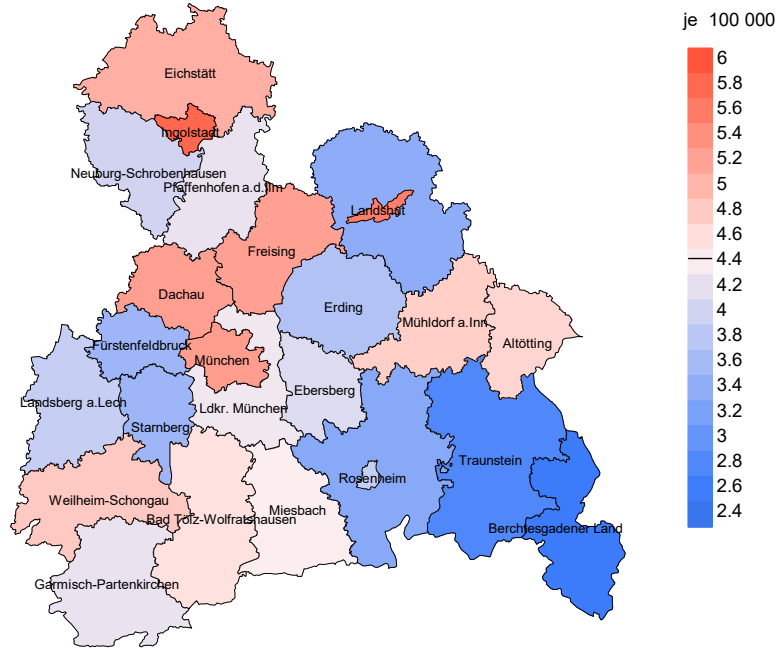 je 100 000
6
5.8
5.6
5.4
5.2
5
4.8
4.6
4.4
4.2
4
3.8
3.6
3.4
3.2
3
2.8
2.6
2.4
Eichstätt
Ingolstadt
Neuburg-Schrobenhausen
Pfaffenhofen a.d.Ilm
Landshut
Freising
Dachau
Erding
Mühldorf a.Inn
Altötting
Fürstenfeldbruck
München
Ebersberg
Landsberg a.Lech
Ldkr. München
Starnberg
Traunstein
Rosenheim
Weilheim-Schongau
Miesbach
Bad Tölz-Wolfratshausen
Berchtesgadener Land
Garmisch-Partenkirchen